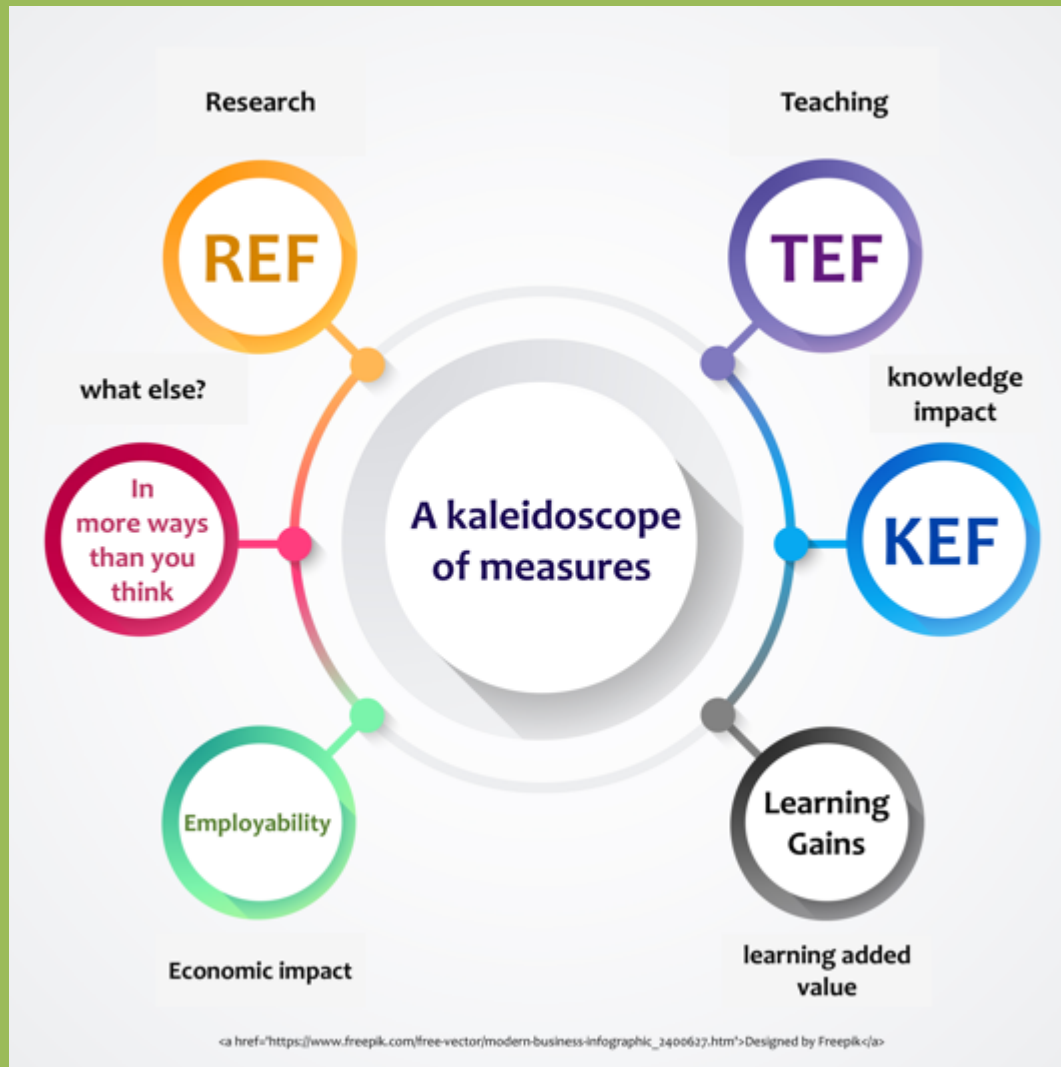 Research
REF
Teaching
TEF
what else?
In
more ways
than you
think
A kaleidoscope
of measures
knowledge
impact
KEF
Employability
Economic impact
Learning
Gains
learning added
value
<a href="https://www.freepik.com/free-vector/modern-business-infographic_2400627.htm">Designed by Freepik</a>